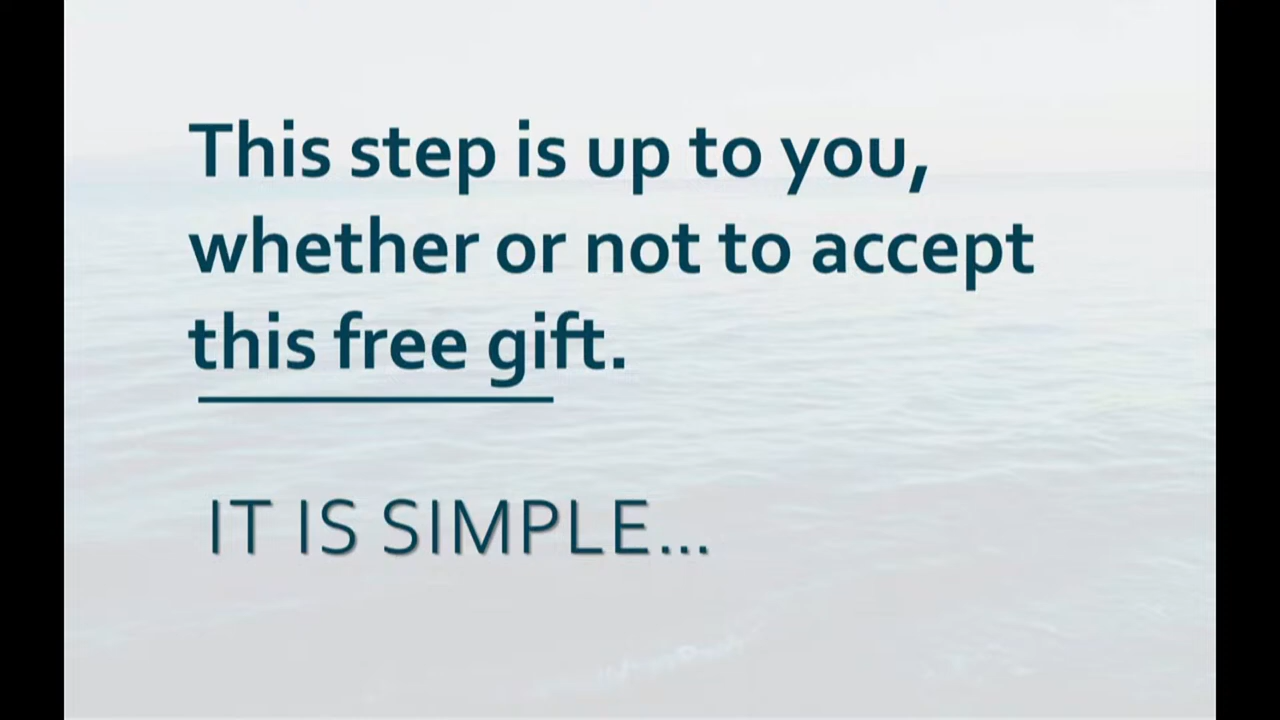 This step is up to you,
whether or not to accept
this free gift.
IT IS SIMPLE...